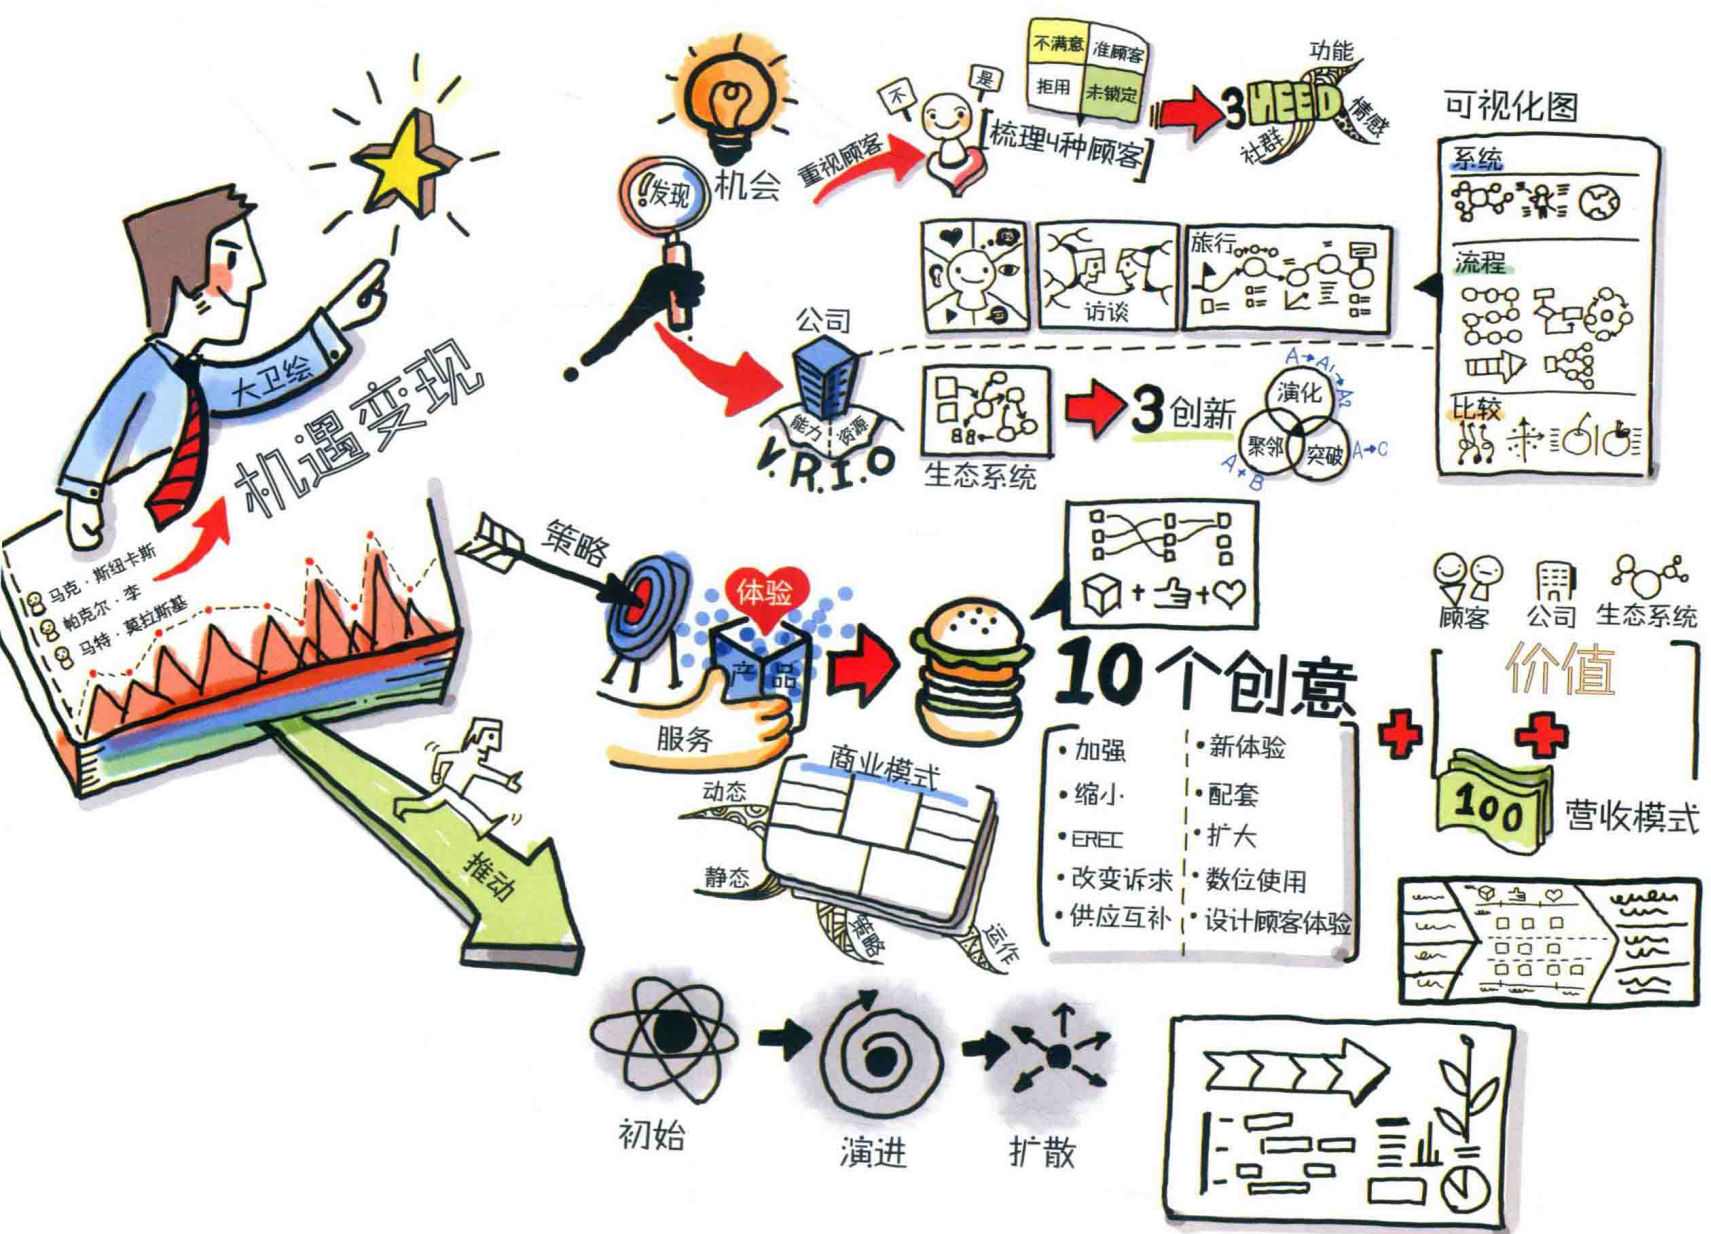 大卫绘
机遇变现
马克·斯纽卡斯
帕克尔·李
马特·莫拉斯基
机会
!发现
重视顾客
不
是
不满意
准顾客
拒用
未锁定
[梳理4种顾客]
3 NEED
功能
情感
社群
可视化图
系统
流程
比较
访谈
旅行
公司
能力
资源
V.R.I.O
生态系统
3创新
演化
聚邻
突破
A→A₁→A₂
A+B
A→C
策略
体验
产品
服务
10个创意
·加强
·缩小
·EREC
·改变诉求
·供应互补
·新体验
·配套
·扩大
·数位使用
·设计顾客体验
顾客
公司
生态系统
价值
100
营收模式
商业模式
动态
静态
策略
运作
推动
初始
演进
扩散